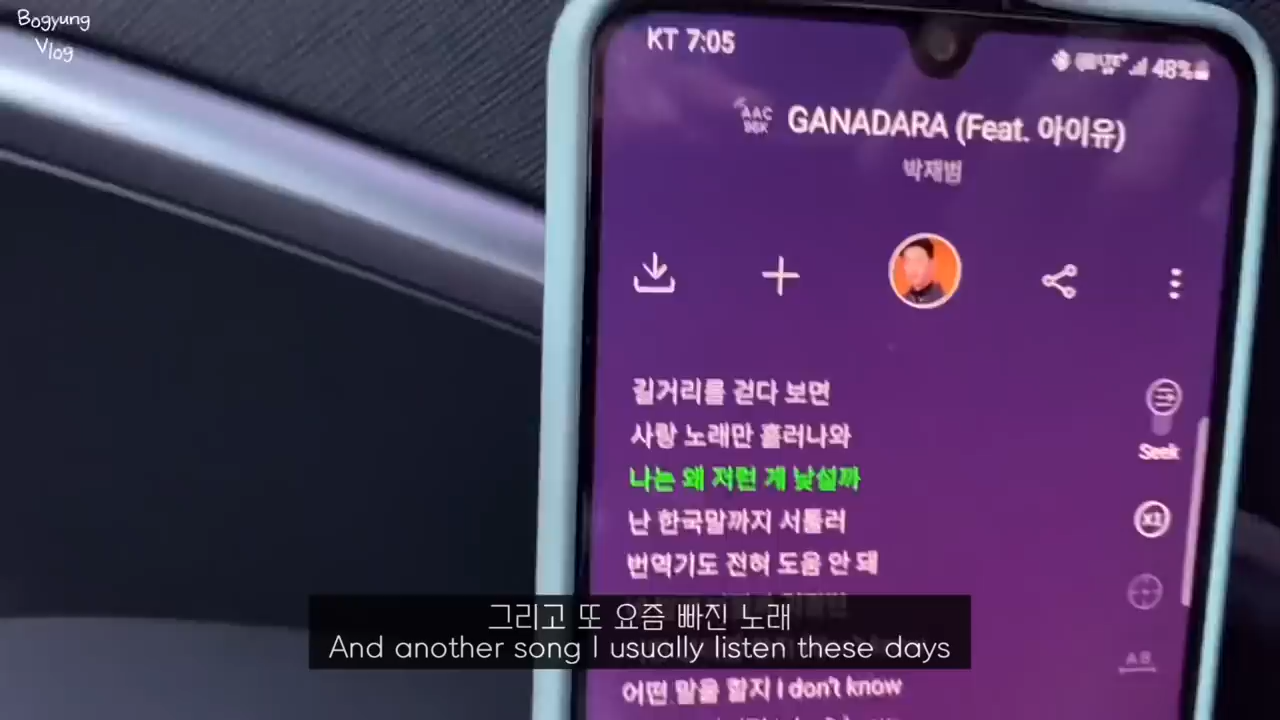 Bogyung
Vlog
KT 7:05
48%
AAC
96K
GANADARA (Feat. 아이유)
박재범
길거리를 걷다 보면
사랑 노래만 흘러나와
나는 왜 저런 게 낯설까
난 한국말까지 서툴러
번역기도 전혀 도움 안 돼
Seek
X1
그리고 또 요즘 빠진 노래
And another song I usually listen these days
AB
어떤 말을 할지 I don't know